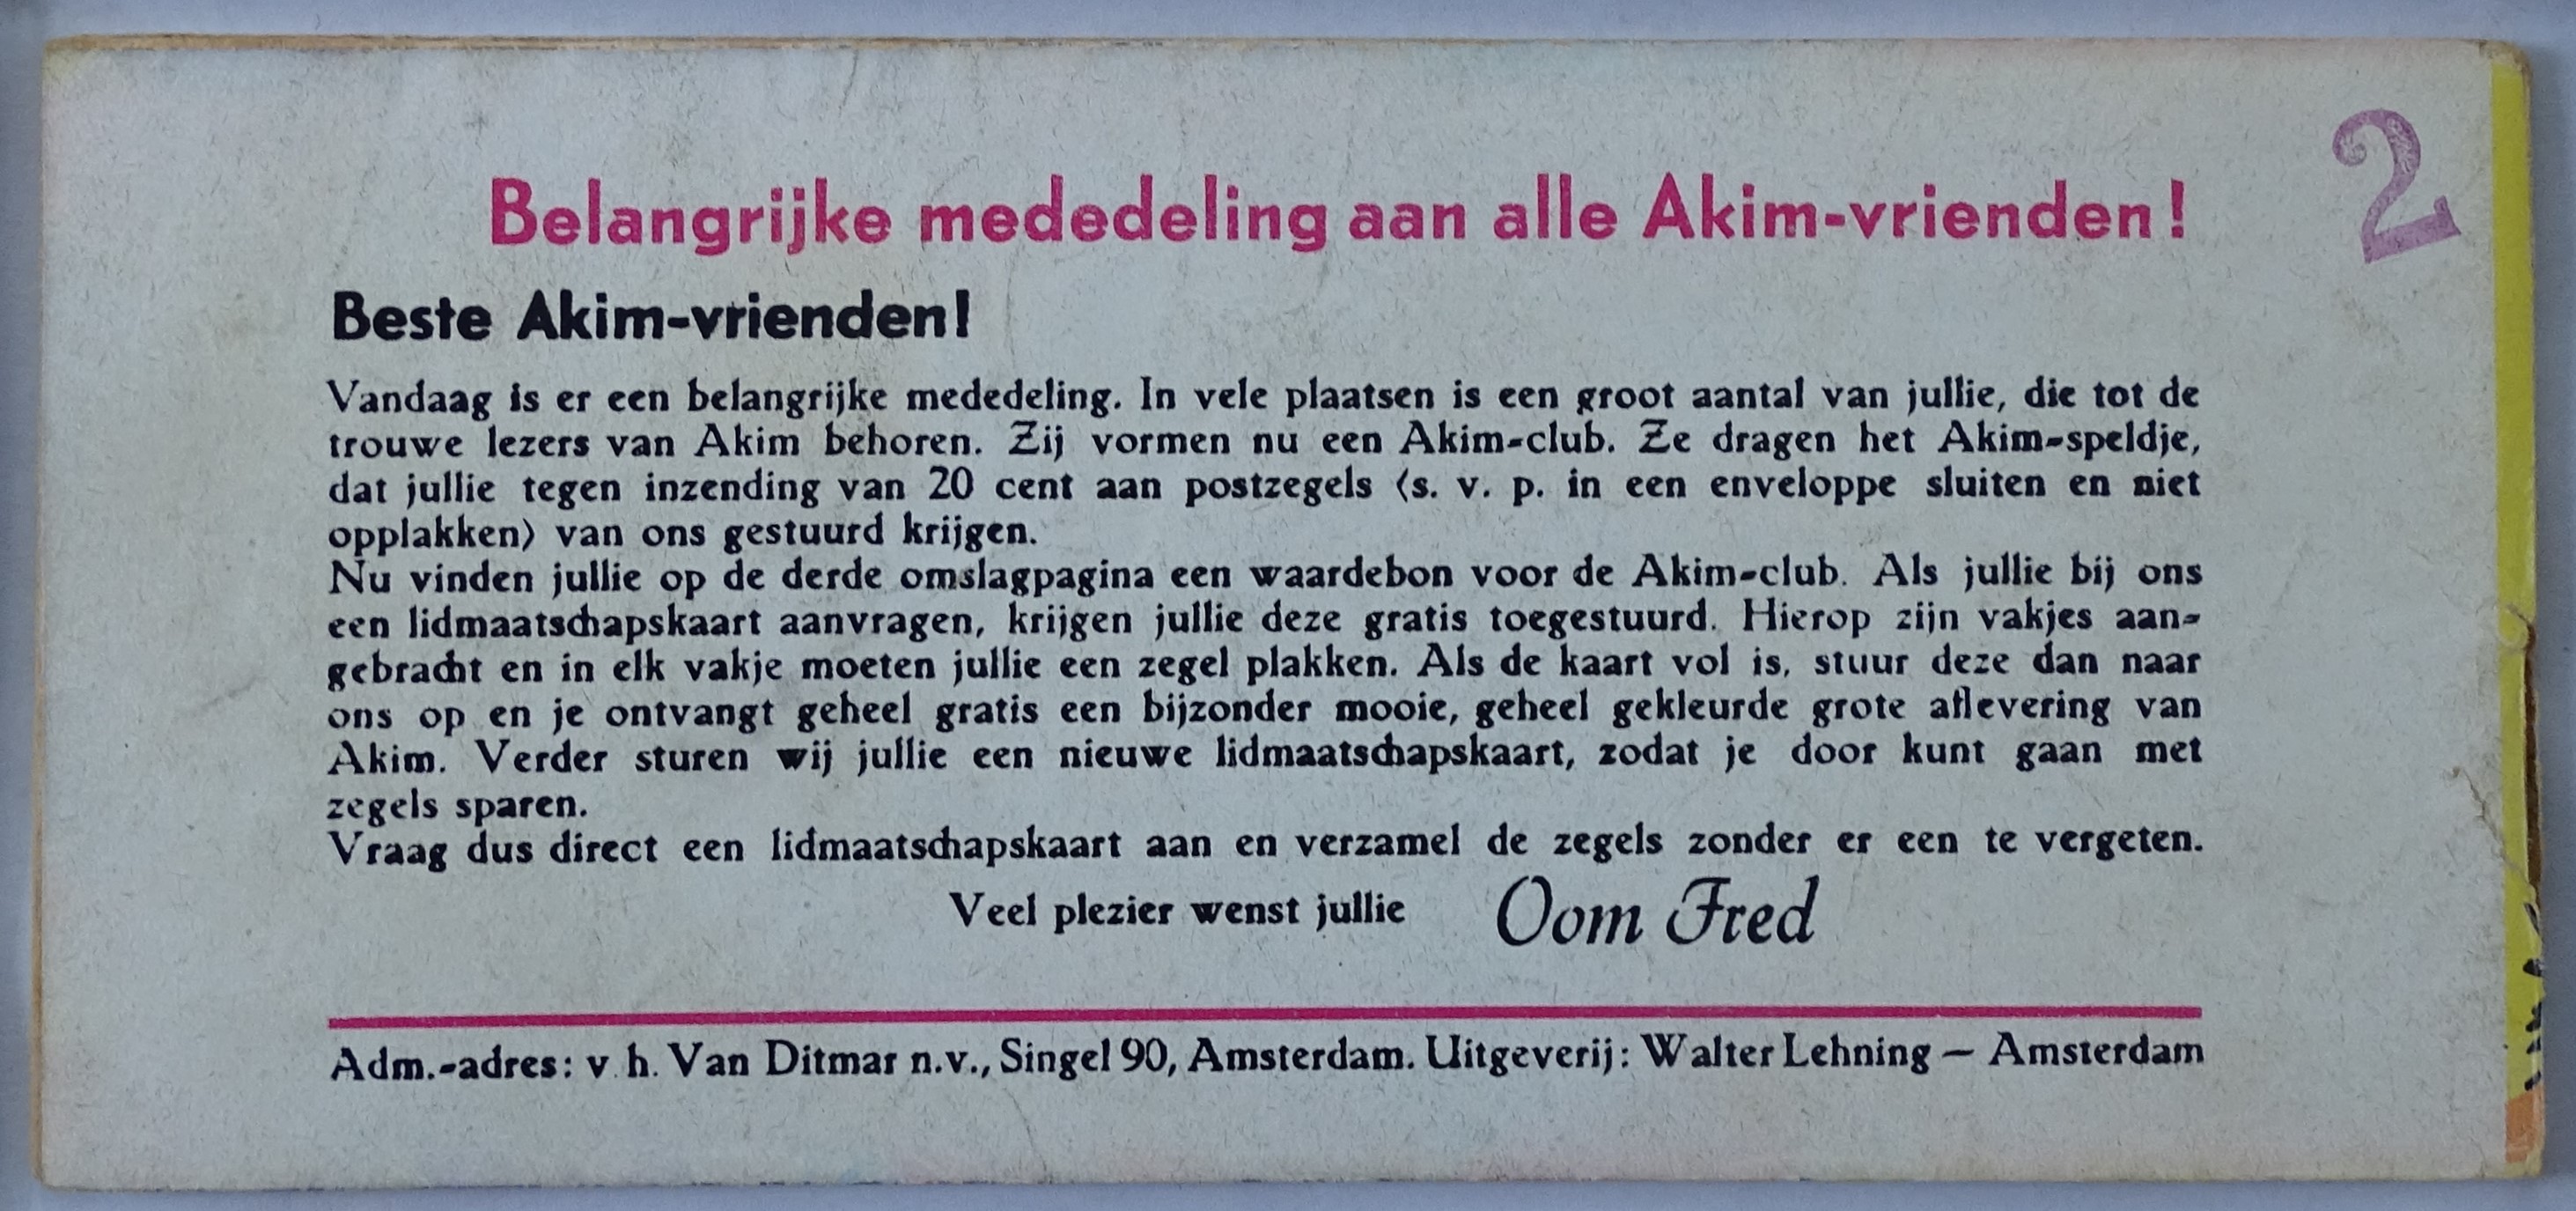 2
Belangrijke mededeling aan alle Akim-vrienden!
Beste Akim-vrienden!
Vandaag is er een belangrijke mededeling. In vele plaatsen is een groot aantal van jullie, die tot de
trouwe lezers van Akim behoren. Zij vormen nu een Akim-club. Ze dragen het Akim-speldje,
dat jullie tegen inzending van 20 cent aan postzegels (s. v. p. in een enveloppe sluiten en niet
opplakken) van ons gestuurd krijgen.
Nu vinden jullie op de derde omslagpagina een waardebon voor de Akim-club. Als jullie bij ons
een lidmaatschapskaart aanvragen, krijgen jullie deze gratis toegestuurd. Hierop zijn vakjes aan-
gebracht en in elk vakje moeten jullie een zegel plakken. Als de kaart vol is, stuur deze dan naar
ons op en je ontvangt geheel gratis een bijzonder mooie, geheel gekleurde grote aflevering van
Akim. Verder sturen wij jullie een nieuwe lidmaatschapskaart, zodat je door kunt gaan met
zegels sparen.
Vraag dus direct een lidmaatschapskaart aan en verzamel de zegels zonder er een te vergeten.
Veel plezier wenst jullie Oom Fred
Adm.-adres: v. h. Van Ditmar n.v., Singel 90, Amsterdam. Uitgeverij: Walter Lehning — Amsterdam